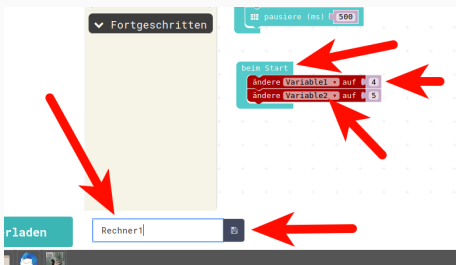 pausiere (ms) 500
Fortgeschritten
beim Start
ändere Variable1 auf 4
ändere Variable2 auf 5
rladen
Rechner1